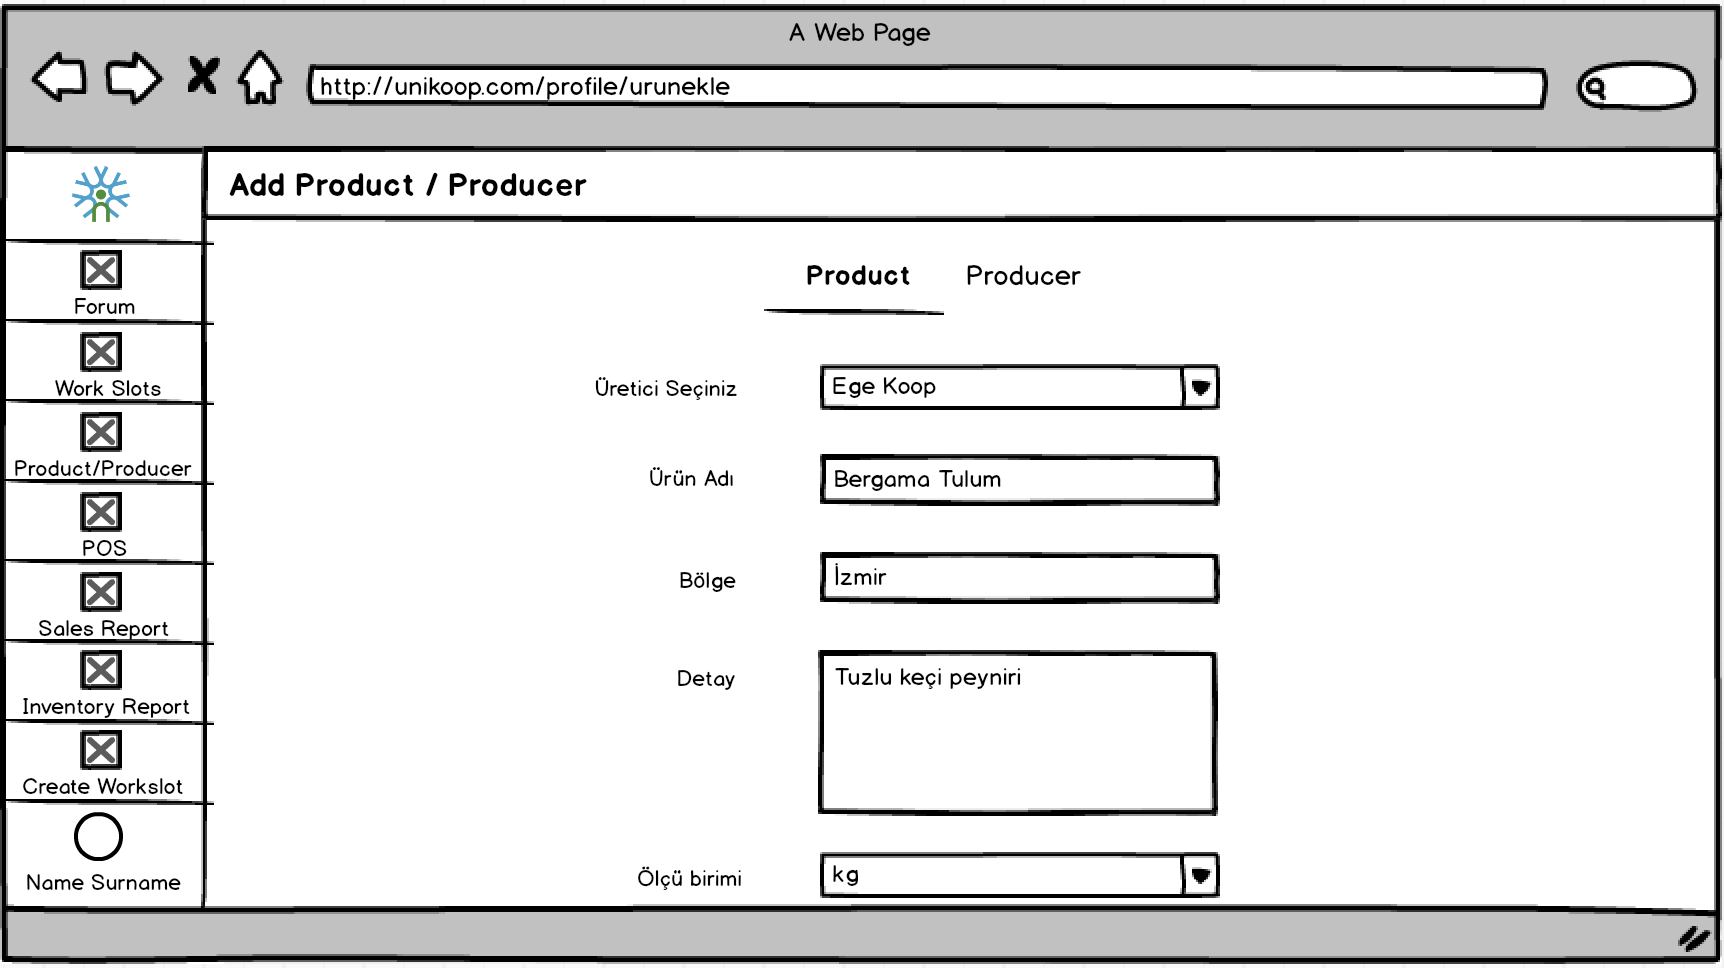 A Web Page
http://unikoop.com/profile/urunekle
Add Product / Producer
Forum
Work Slots
Product/Producer
POS
Sales Report
Inventory Report
Create Workslot
Name Surname
Product Producer
Üretici Seçiniz Ege Koop
Ürün Adı Bergama Tulum
Bölge İzmir
Detay Tuzlu keçi peyniri
Ölçü birimi kg